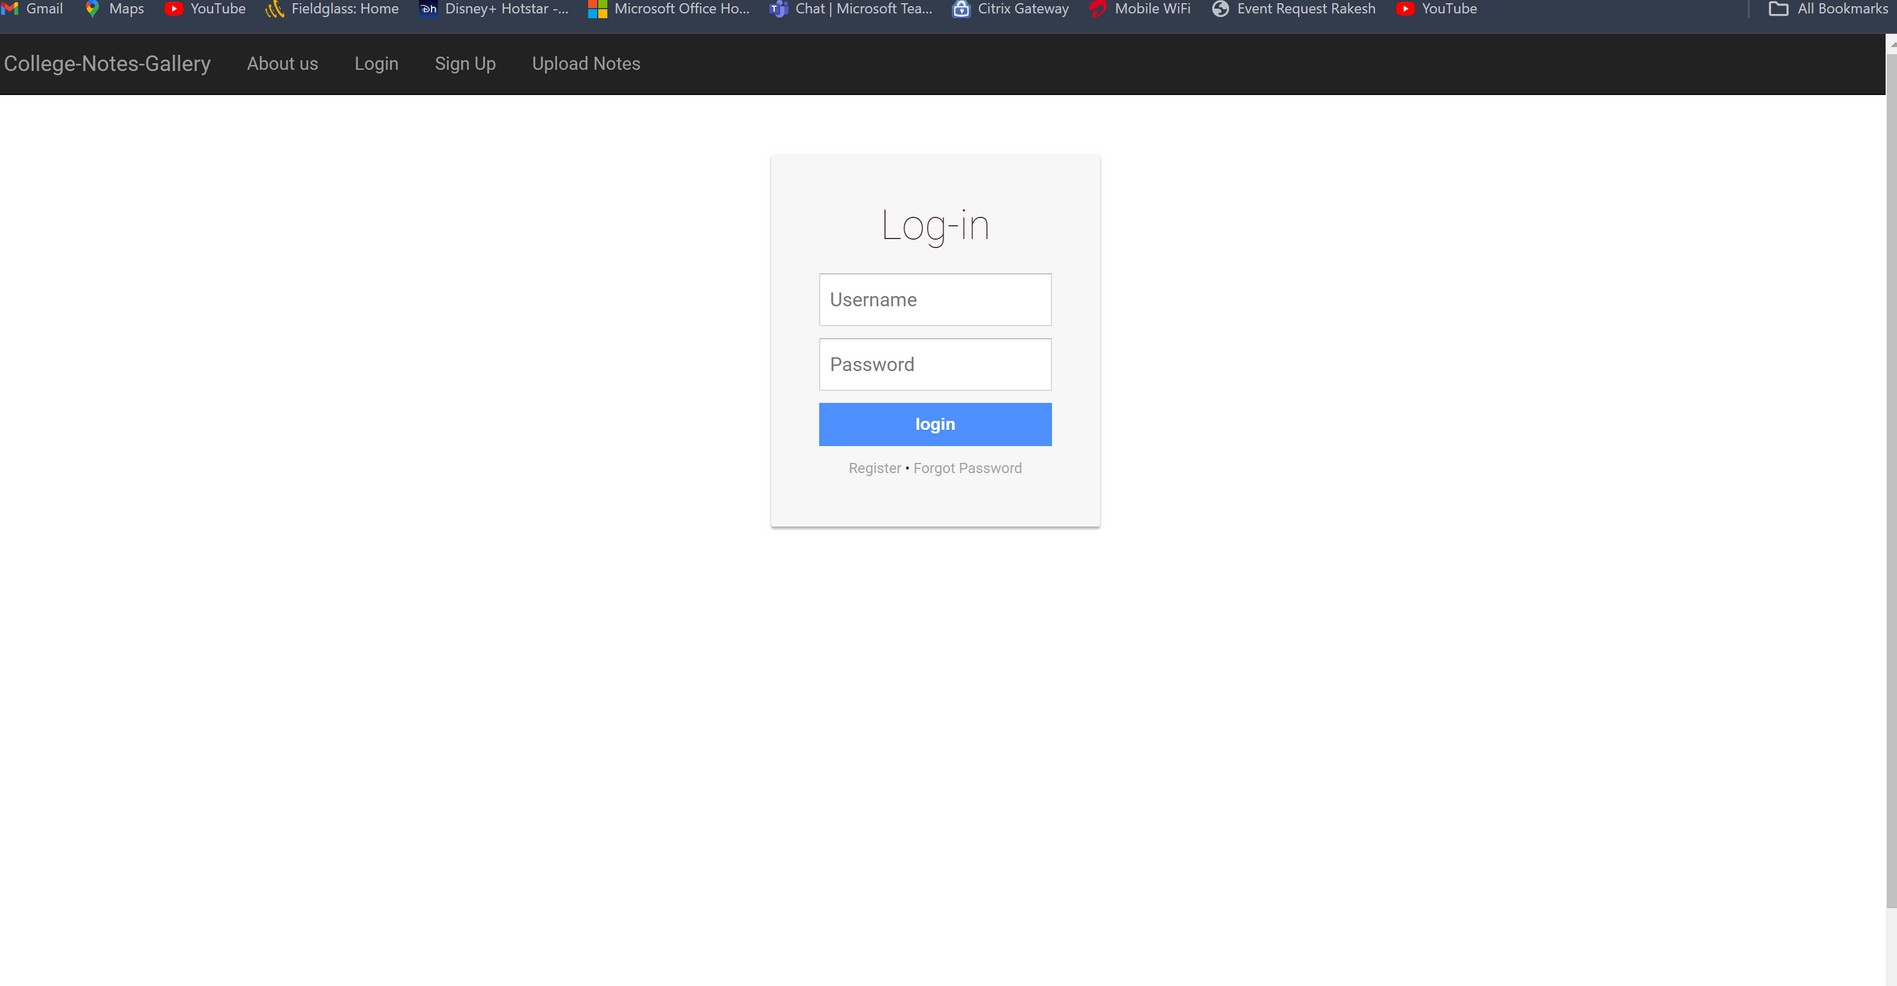 Gmail Maps YouTube Fieldglass: Home Disney+ Hotstar -... Microsoft Office Ho... Chat | Microsoft Tea... Citrix Gateway Mobile WiFi Event Request Rakesh YouTube All Bookmarks
College-Notes-Gallery About us Login Sign Up Upload Notes
Log-in
Username
Password
login
Register • Forgot Password